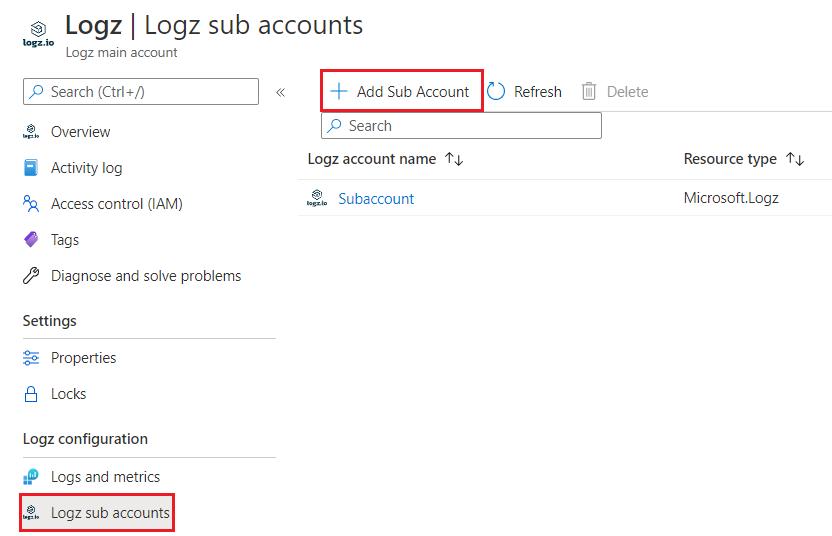 logz.io
Logz | Logz sub accounts
Logz main account
Search (Ctrl+/)
«
Overview
Activity log
Access control (IAM)
Tags
Diagnose and solve problems
Settings
Properties
Locks
Logz configuration
Logs and metrics
Logz sub accounts
Add Sub Account Refresh Delete
Search
Logz account name ↑↓ Resource type ↑↓
logz.io Subaccount Microsoft.Logz